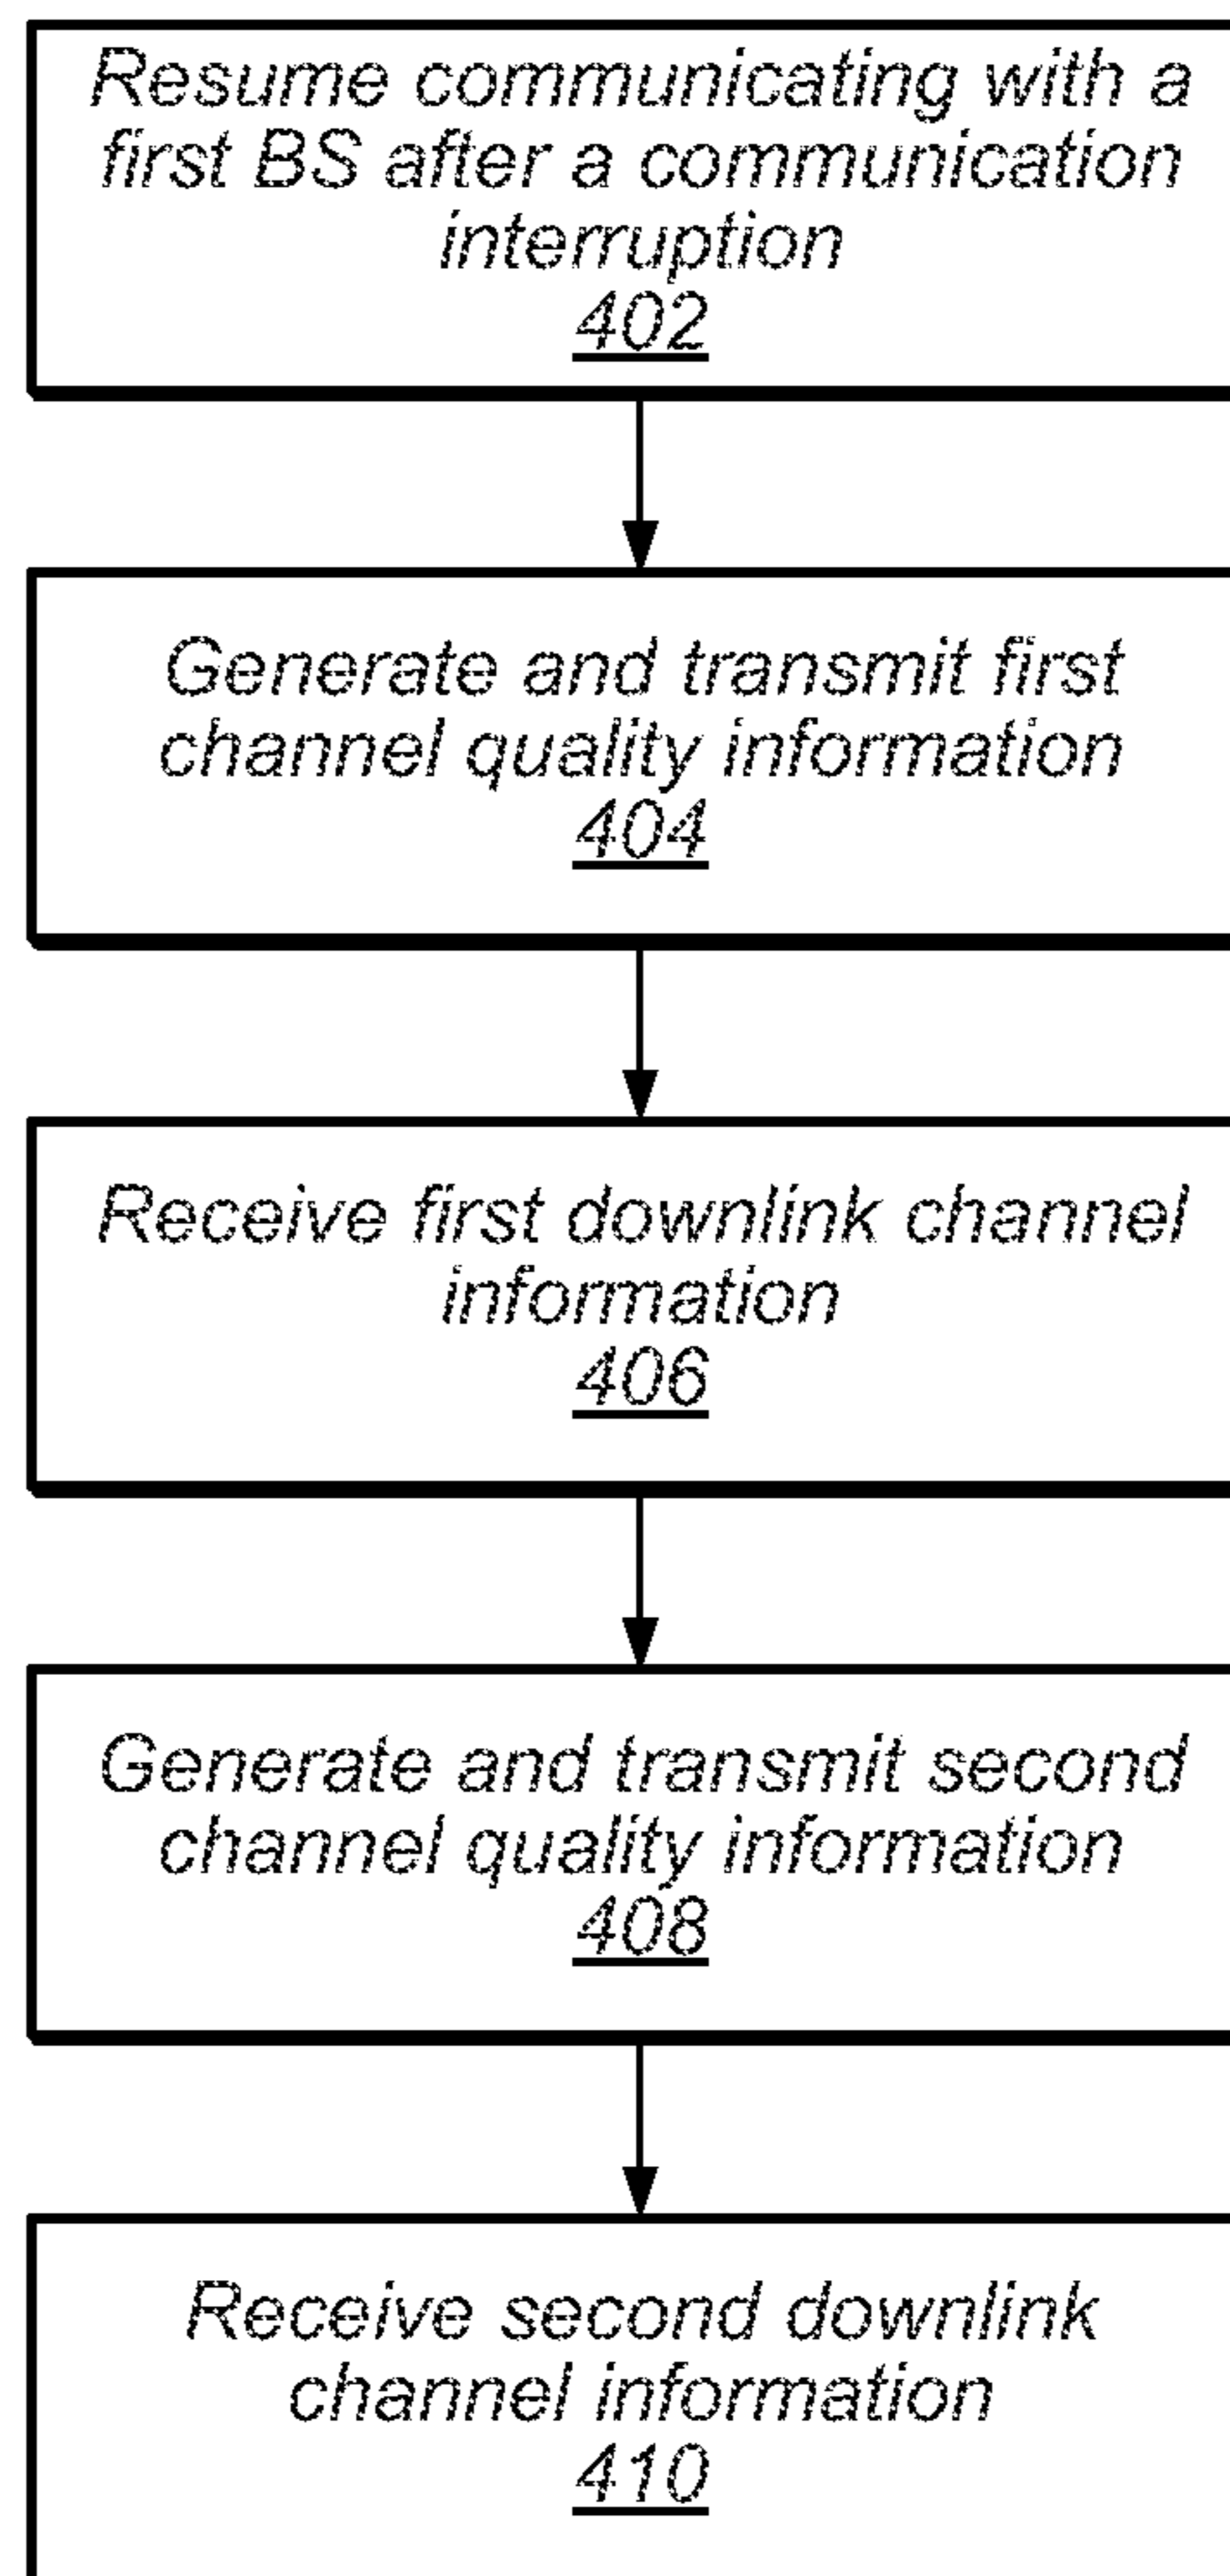 Resume communicating with a
first BS after a communication
interruption
402
Generate and transmit first
channel quality information
404
Receive first downlink channel
information
406
Generate and transmit second
channel quality information
408
Receive second downlink
channel information
410